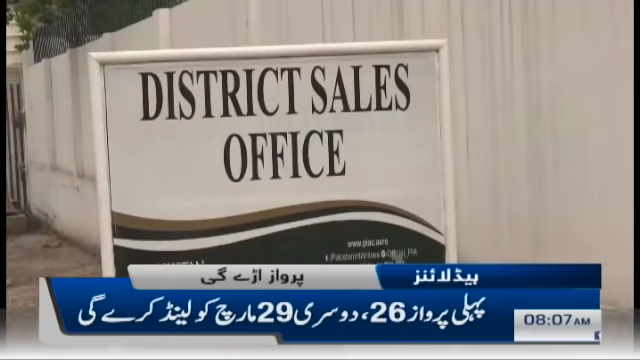 DISTRICT SALES
OFFICE
www.piac.aero
پرواز اڑے گی
ہیڈلائنز
پہلی پرواز 26، دوسری 29 مارچ کو لینڈ کرے گی
08:07 AM